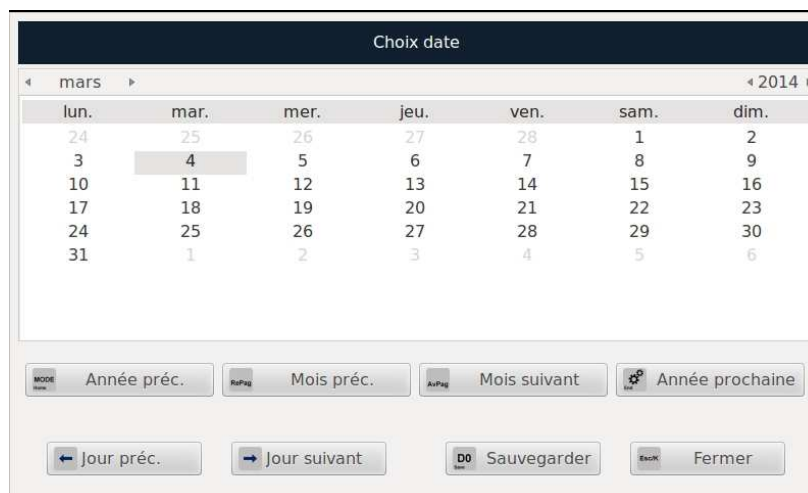 Choix date
mars 2014
lun. mar. mer. jeu. ven. sam. dim.
24 25 26 27 28 1 2
3 4 5 6 7 8 9
10 11 12 13 14 15 16
17 18 19 20 21 22 23
24 25 26 27 28 29 30
31 1 2 3 4 5 6
MODE Home Année préc. RePag Mois préc. AvPag Mois suivant End Année prochaine
Jour préc. Jour suivant D0 Save Sauvegarder Esc/K Fermer